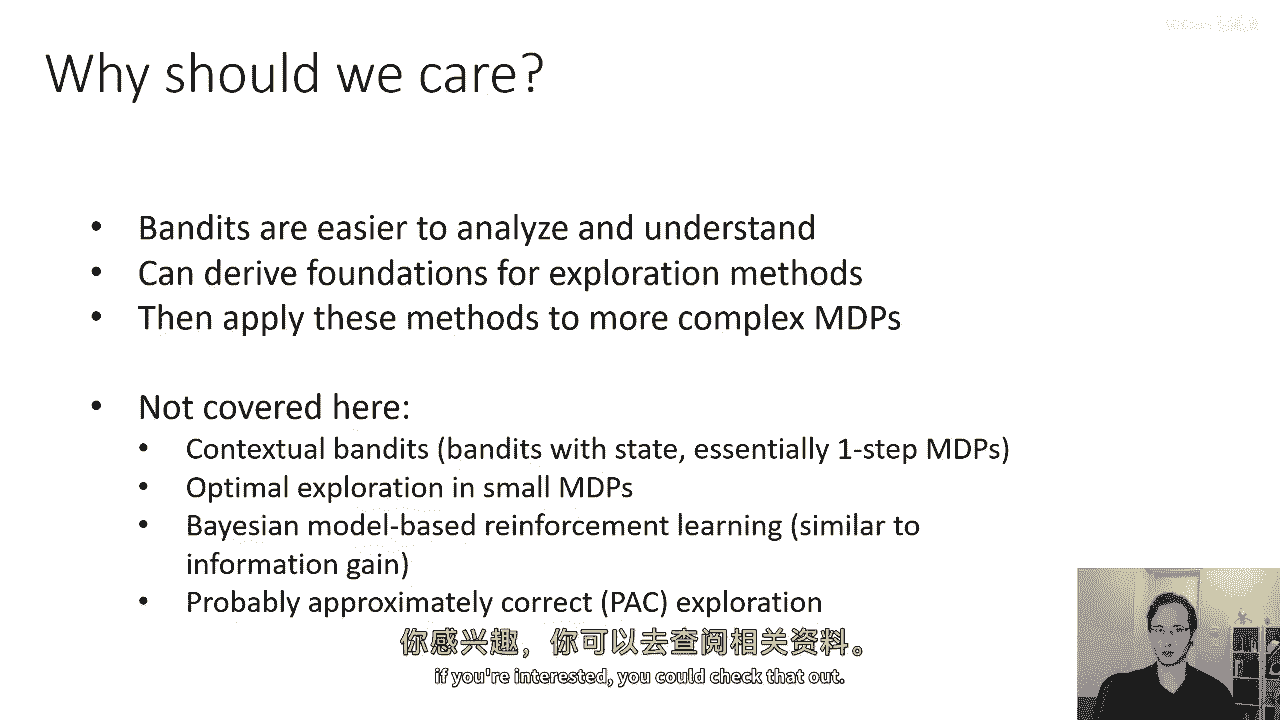 Why should we care?
• Bandits are easier to analyze and understand
• Can derive foundations for exploration methods
• Then apply these methods to more complex MDPs
• Not covered here:
• Contextual bandits (bandits with state, essentially 1-step MDPs)
• Optimal exploration in small MDPs
• Bayesian model-based reinforcement learning (similar to
information gain)
• Probably approximately correct (PAC) exploration
你感兴趣，你可以去查阅相关资料。
if you're interested, you could check that out.